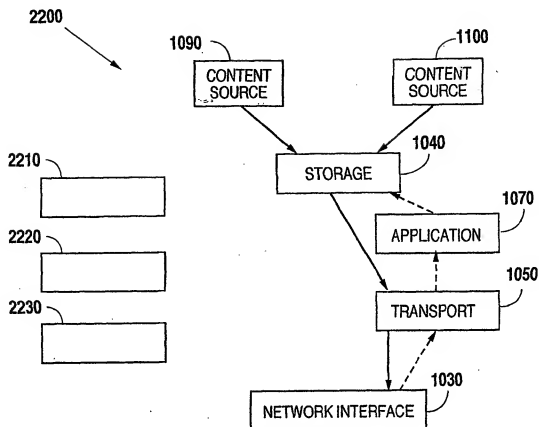 2200
1090
CONTENT
SOURCE
1100
CONTENT
SOURCE
1040
STORAGE
2210
1070
APPLICATION
2220
1050
TRANSPORT
2230
1030
NETWORK INTERFACE